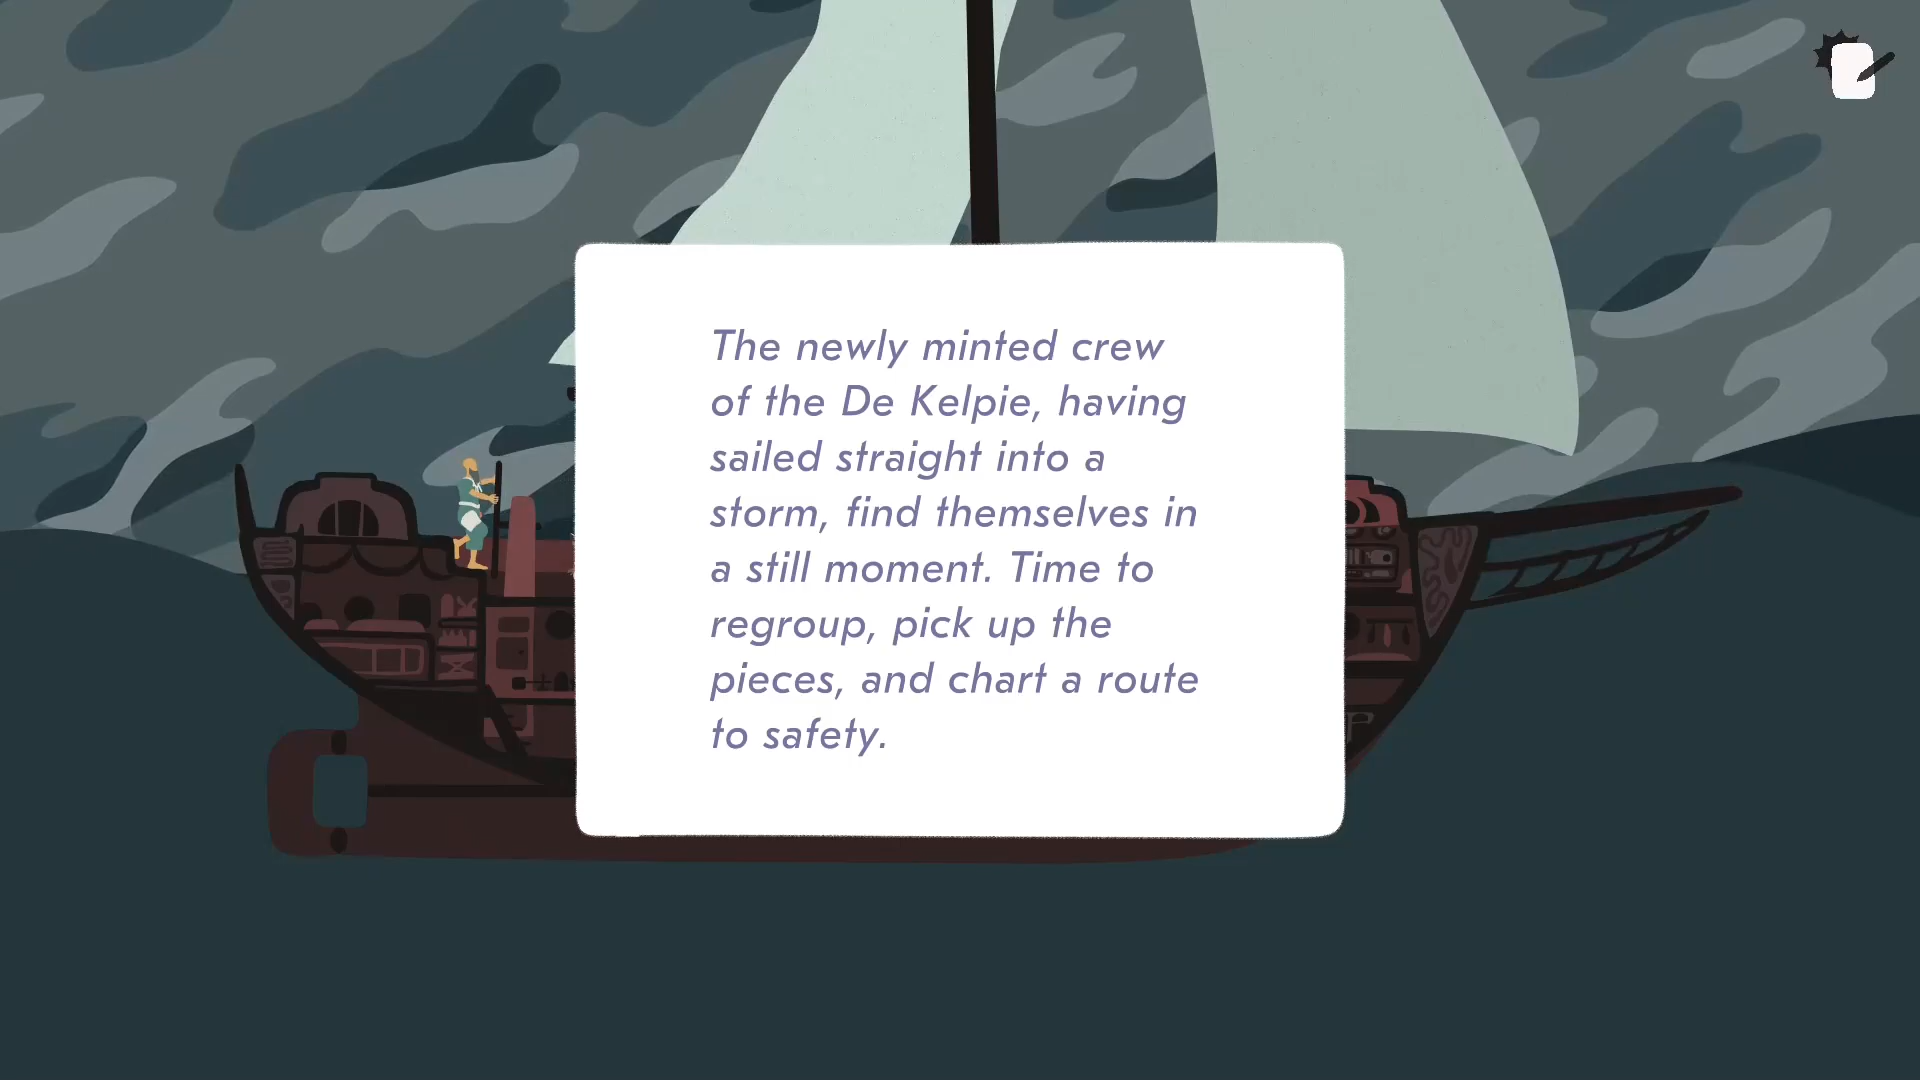 The newly minted crew
of the De Kelpie, having
sailed straight into a
storm, find themselves in
a still moment. Time to
regroup, pick up the
pieces, and chart a route
to safety.